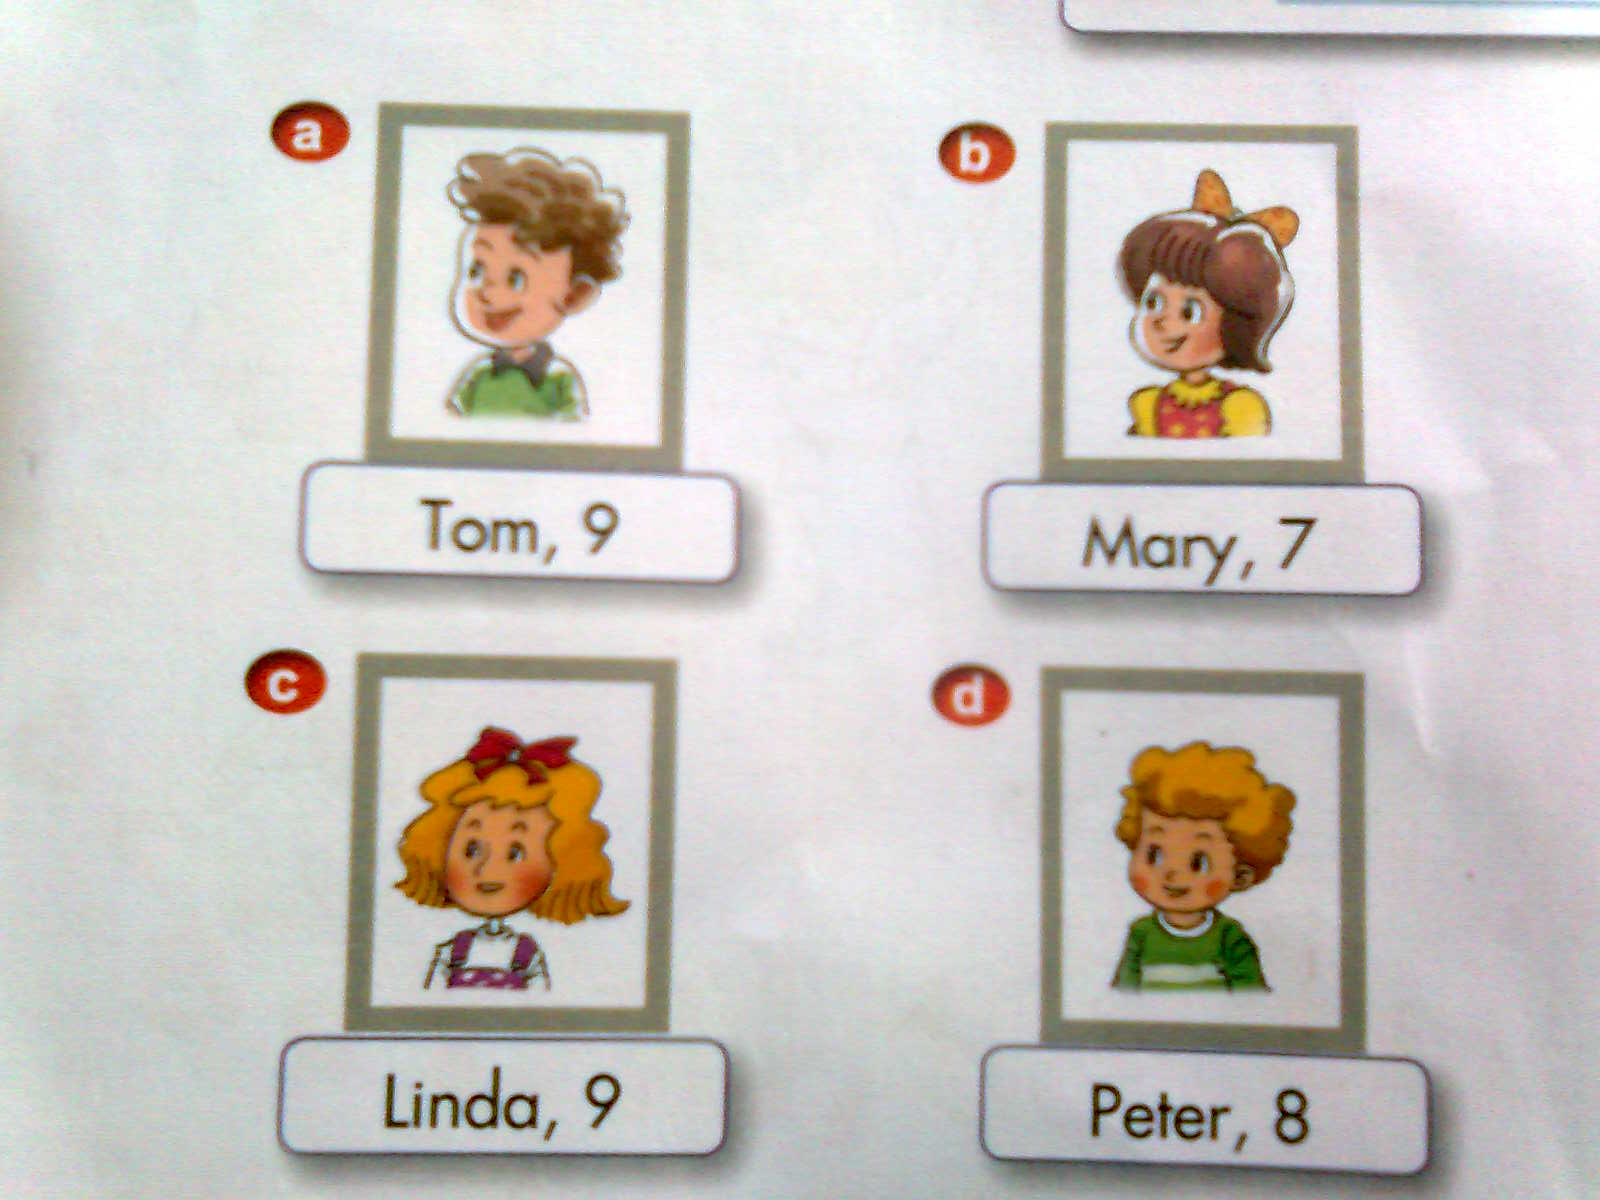 a
Tom, 9
b
Mary, 7
c
Linda, 9
d
Peter, 8